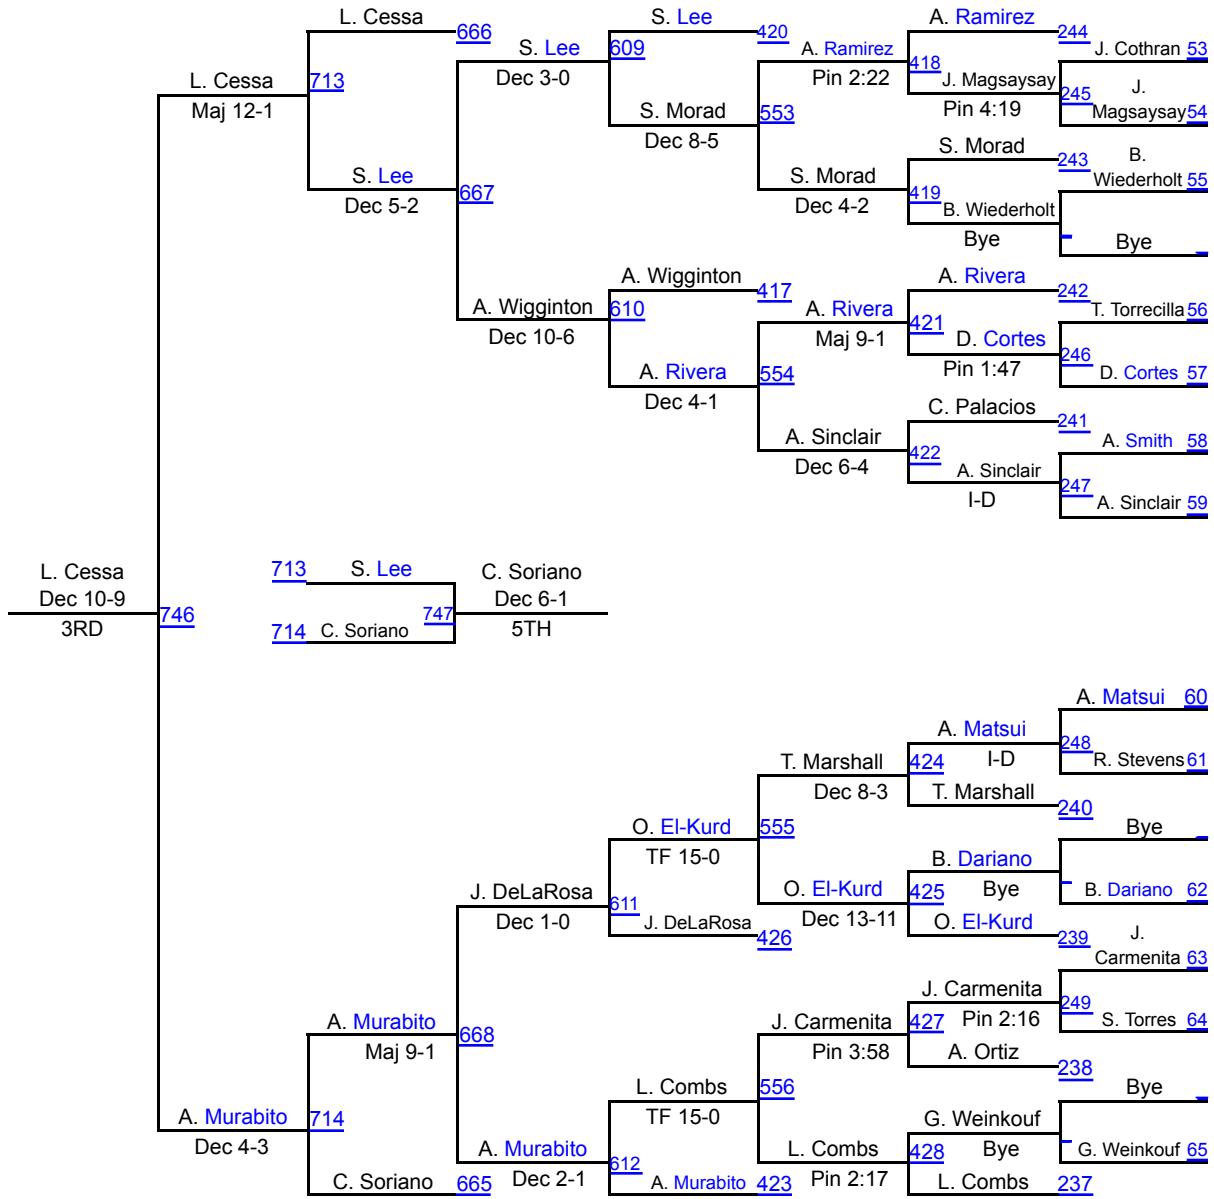 L. Cessa
666
S. Lee
A. Ramirez
S. Lee
609
420
A. Ramirez
244
J. Cothran 53
L. Cessa
713
Dec 3-0
Pin 2:22
418
J. Magsaysay
245
J.
Magsaysay 54
Maj 12-1
S. Morad
553
Pin 4:19
Dec 8-5
S. Morad
243
B.
Wiederholt 55
S. Lee
667
S. Morad
419
B. Wiederholt
Dec 5-2
Dec 4-2
Bye
Bye
A. Wigginton
417
A. Rivera
242
A. Wigginton
610
A. Rivera
421
T. Torrecilla 56
Dec 10-6
Maj 9-1
D. Cortes
246
A. Rivera
554
Pin 1:47
D. Cortes 57
Dec 4-1
C. Palacios
241
A. Sinclair
422
A. Smith 58
Dec 6-4
A. Sinclair
247
I-D
A. Sinclair 59
L. Cessa
713
S. Lee
C. Soriano
Dec 10-9
Dec 6-1
746
747
3RD
714
C. Soriano
5TH
A. Matsui 60
A. Matsui
248
T. Marshall
424
I-D
R. Stevens 61
Dec 8-3
T. Marshall
240
O. El-Kurd
555
Bye
TF 15-0
B. Dariano
J. DeLaRosa
O. El-Kurd
425
Bye
B. Dariano 62
Dec 1-0
611
Dec 13-11
O. El-Kurd
239
J. DeLaRosa
426
J.
Carmenita 63
J. Carmenita
249
A. Murabito
668
J. Carmenita
427
Pin 2:16
S. Torres 64
Maj 9-1
Pin 3:58
A. Ortiz
238
L. Combs
556
Bye
A. Murabito
714
TF 15-0
G. Weinkouf
Dec 4-3
A. Murabito
612
L. Combs
428
Bye
G. Weinkouf 65
C. Soriano
665
Dec 2-1
A. Murabito
423
Pin 2:17
L. Combs
237